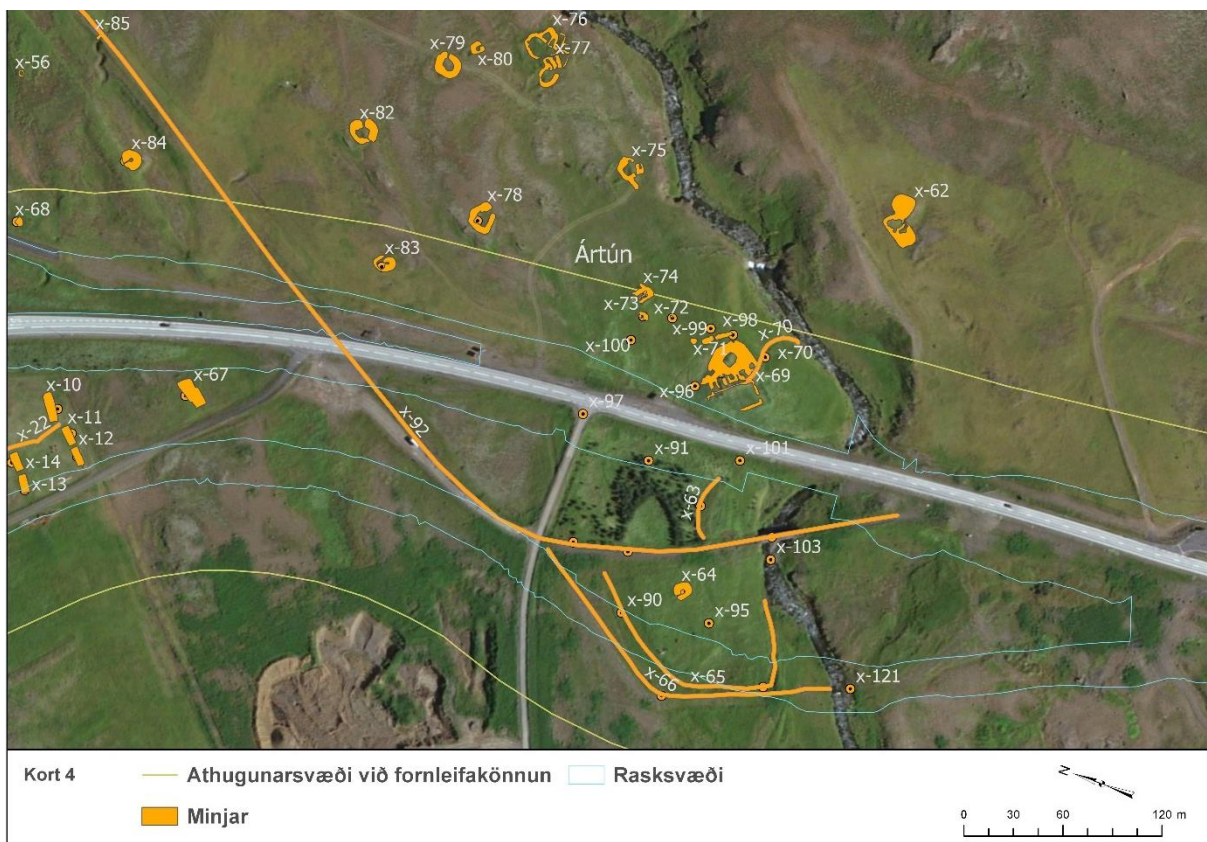 x-85
x-76
x-79
x-80
x-77
x-56
x-82
x-84
x-75
x-62
x-78
x-68
x-83
Ártún
x-74
x-73
x-72
x-99
x-98
x-70
x-100
x-71
x-70
x-69
x-10
x-67
x-96
x-97
x-11
x-22
x-12
x-92
x-14
x-91
x-101
x-13
x-63
x-103
x-64
x-90
x-95
x-66
x-65
x-121
Kort 4
Athugunarsvæði við fornleifakönnun
Rasksvæði
Minjar
N
0 30 60 120 m